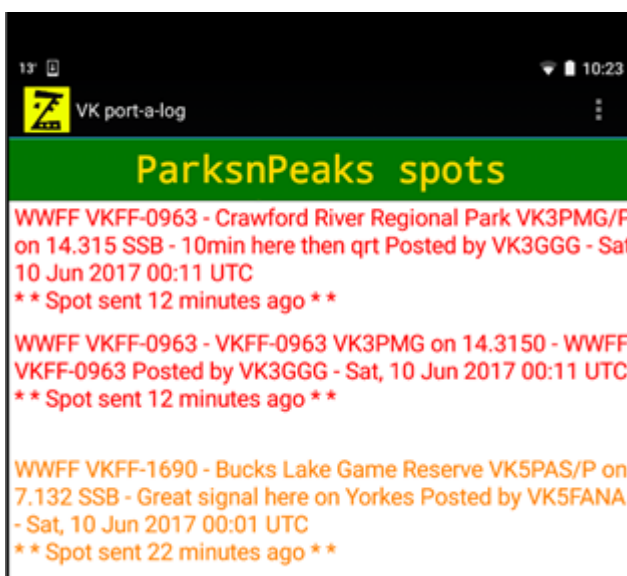 13°
10:23
VK port-a-log
ParksnPeaks spots
WWFF VKFF-0963 - Crawford River Regional Park VK3PMG/P
on 14.315 SSB - 10min here then qrt Posted by VK3GGG - Sat
10 Jun 2017 00:11 UTC
* * Spot sent 12 minutes ago * *
WWFF VKFF-0963 - VKFF-0963 VK3PMG on 14.3150 - WWFF
VKFF-0963 Posted by VK3GGG - Sat, 10 Jun 2017 00:11 UTC
* * Spot sent 12 minutes ago * *
WWFF VKFF-1690 - Bucks Lake Game Reserve VK5PAS/P on
7.132 SSB - Great signal here on Yorkes Posted by VK5FANA
- Sat, 10 Jun 2017 00:01 UTC
* * Spot sent 22 minutes ago * *